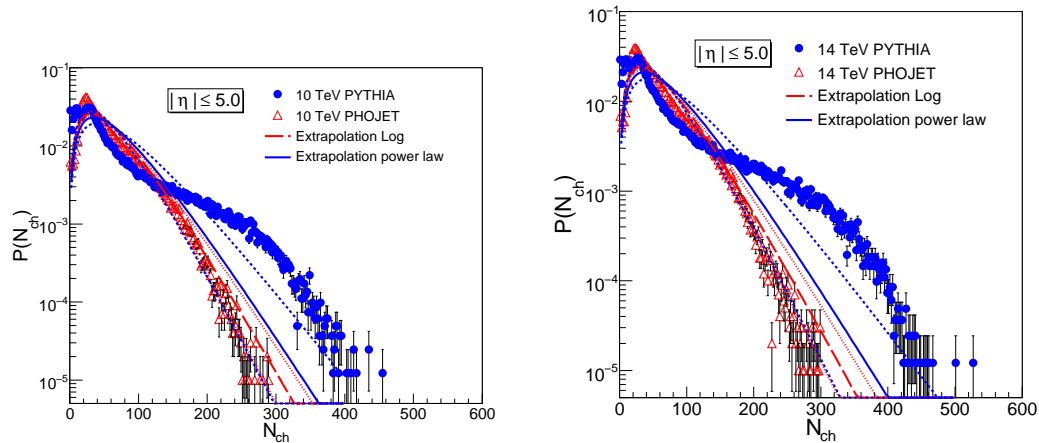 10⁻¹
10⁻²
10⁻³
10⁻⁴
10⁻⁵
P(N_ch)
| η | ≤ 5.0
10 TeV PYTHIA
10 TeV PHOJET
Extrapolation Log
Extrapolation power law
0 100 200 300 400 500 600
N_ch
10⁻¹
10⁻²
10⁻³
10⁻⁴
10⁻⁵
P(N_ch)
| η | ≤ 5.0
14 TeV PYTHIA
14 TeV PHOJET
Extrapolation Log
Extrapolation power law
0 100 200 300 400 500 600
N_ch